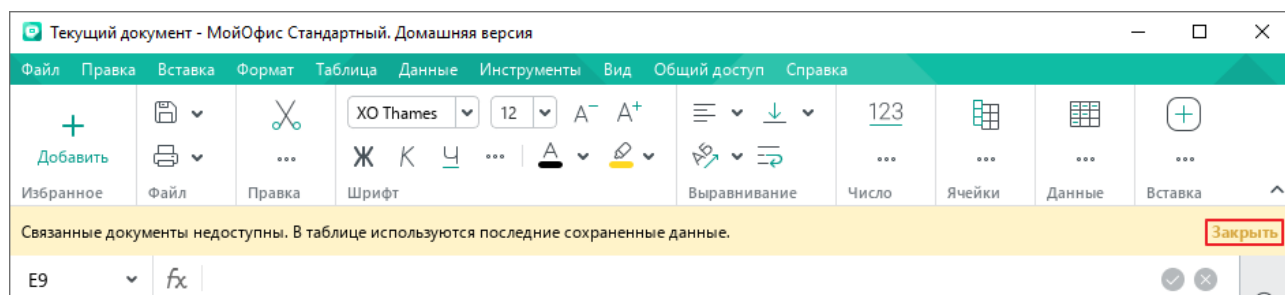 Текущий документ - МойОфис Стандартный. Домашняя версия
Файл Правка Вставка Формат Таблица Данные Инструменты Вид Общий доступ Справка
XO Thames 12 A⁻ A⁺ 123
Добавить Ж К Ч A
Избранное Файл Правка Шрифт Выравнивание Число Ячейки Данные Вставка
Связанные документы недоступны. В таблице используются последние сохраненные данные. Закрыть
E9 fx